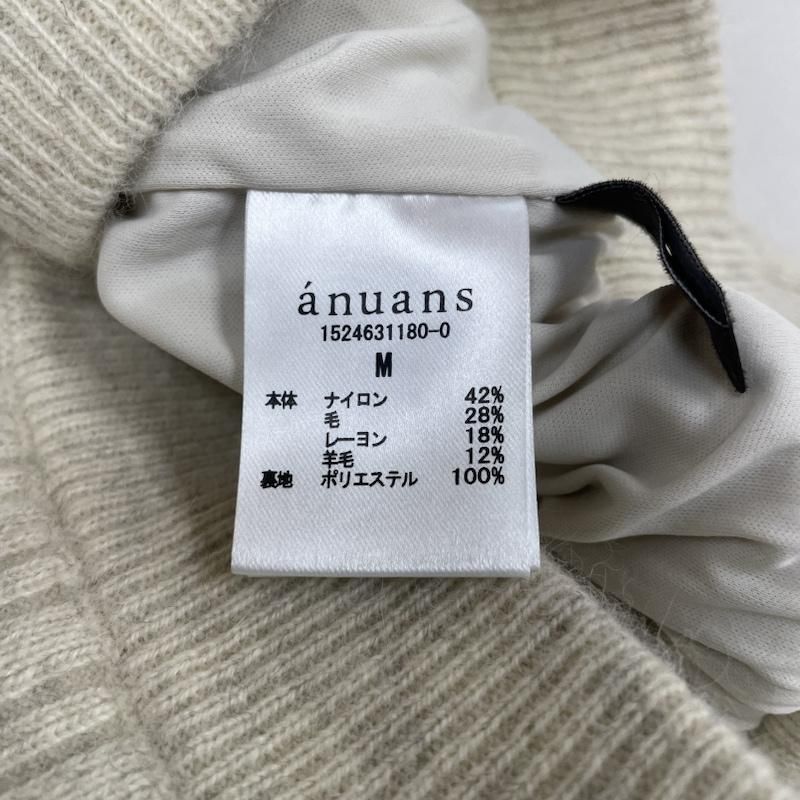 ánuans
1524631180-0
M
本体 ナイロン 42%
毛 28%
レーヨン 18%
羊毛 12%
裏地 ポリエステル 100%